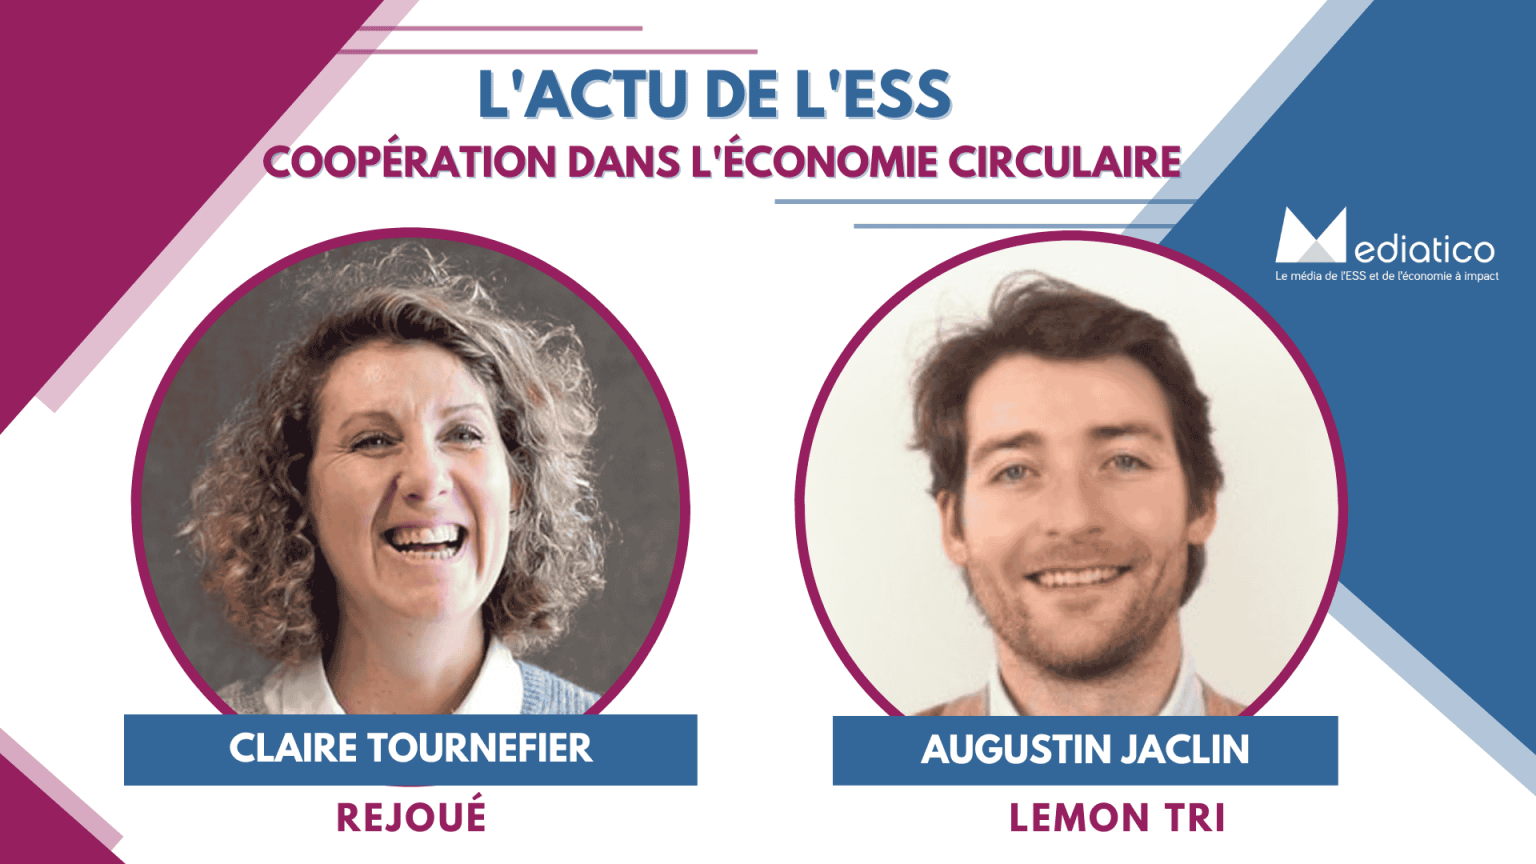 L'ACTU DE L'ESS
COOPÉRATION DANS L'ÉCONOMIE CIRCULAIRE
Mediatico
Le média de l'ESS et de l'économie à impact
CLAIRE TOURNEFIER
REJOUÉ
AUGUSTIN JACLIN
LEMON TRI